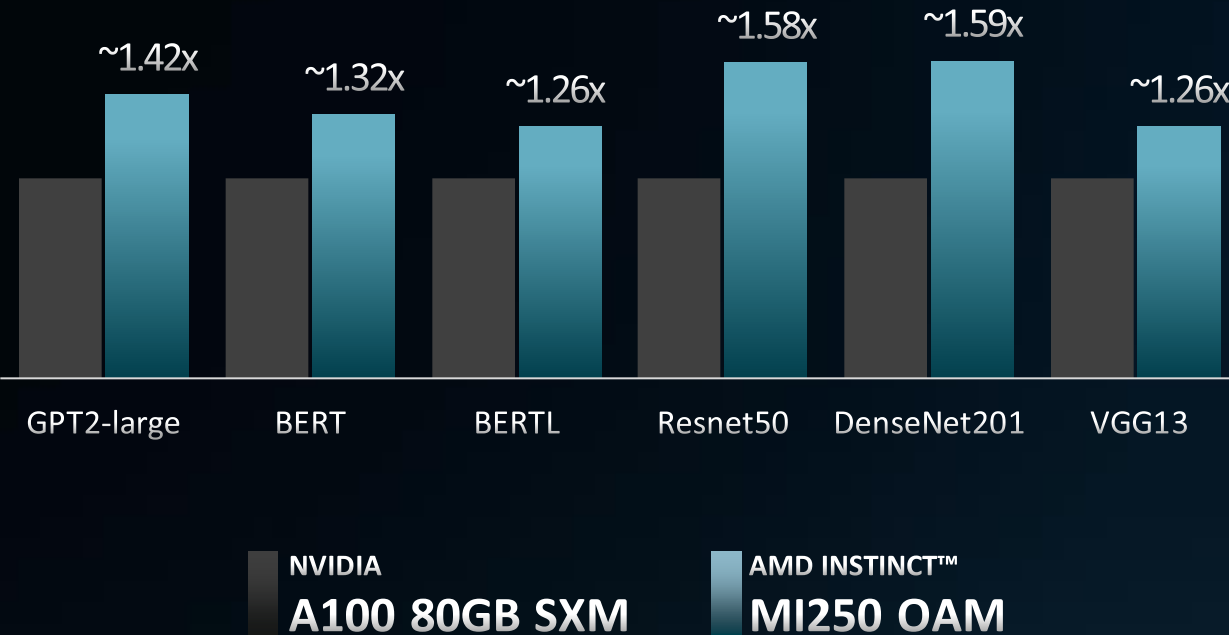 ~1.42x
~1.32x
~1.26x
~1.58x
~1.59x
~1.26x
GPT2-large
BERT
BERTL
Resnet50
DenseNet201
VGG13
NVIDIA
A100 80GB SXM
AMD INSTINCT™
MI250 OAM